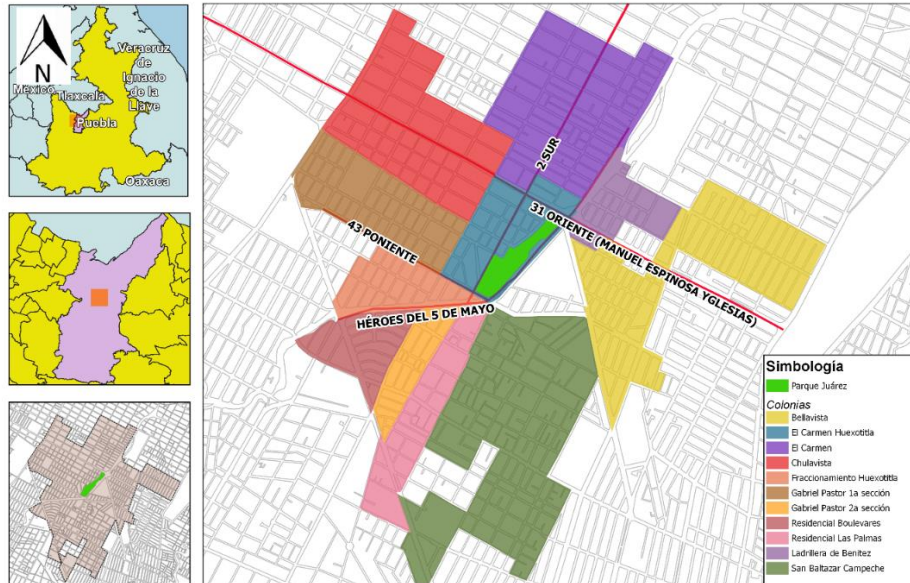 N
Veracruz
de
Ignacio
de la
Llave
México
Tlaxcala
Puebla
Oaxaca
2 SUR
31 ORIENTE (MANUEL ESPINOSA YGLESIAS)
43 PONIENTE
HÉROES DEL 5 DE MAYO
Simbología
Parque Juárez
Colonias
Bellavista
El Carmen Huexotitla
El Carmen
Chulavista
Fraccionamiento Huexotitla
Gabriel Pastor 1a sección
Gabriel Pastor 2a sección
Residencial Boulevares
Residencial Las Palmas
Ladrillera de Benitez
San Baltazar Campeche